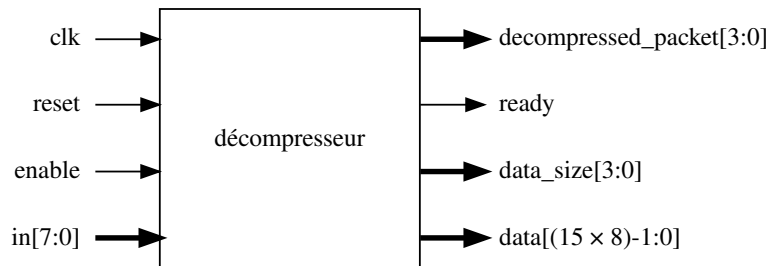 clk
decompressed_packet[3:0]
reset
ready
décompresseur
enable
data_size[3:0]
in[7:0]
data[(15 × 8)-1:0]